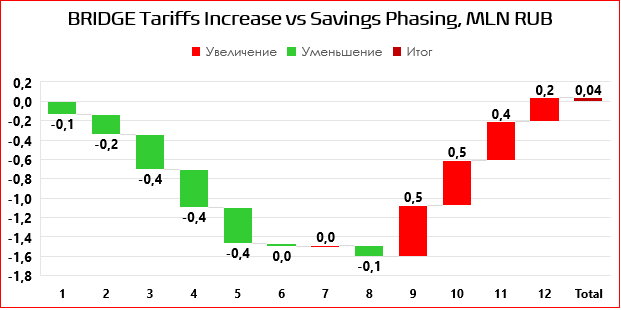 BRIDGE Tariffs Increase vs Savings Phasing, MLN RUB
Увеличение Уменьшение Итог
0,2
0,0
-0,2
-0,4
-0,6
-0,8
-1,0
-1,2
-1,4
-1,6
-1,8
-0,1 -0,2 -0,4 -0,4 -0,4 0,0 0,0 -0,1 0,5 0,5 0,4 0,2 0,04
1 2 3 4 5 6 7 8 9 10 11 12 Total